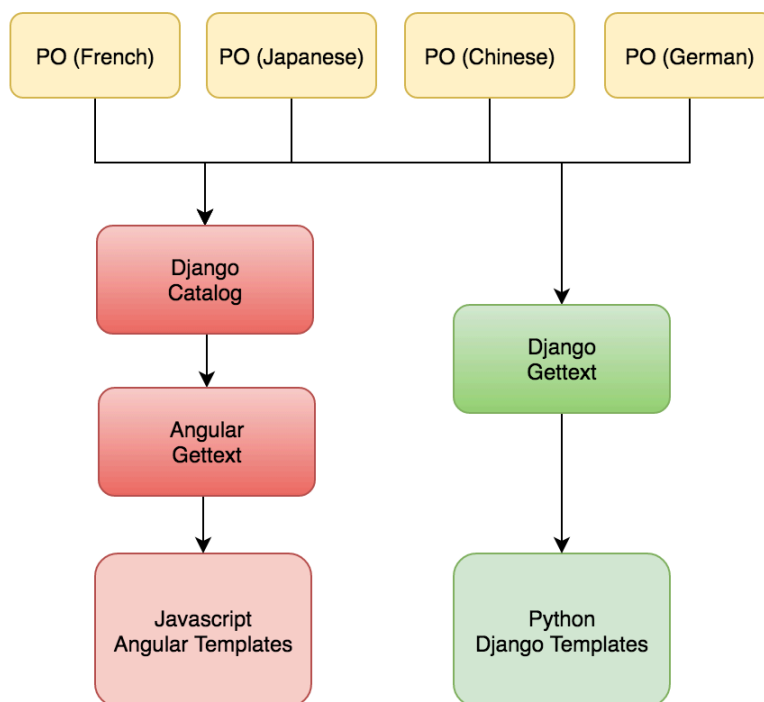 PO (French)
PO (Japanese)
PO (Chinese)
PO (German)
Django
Catalog
Django
Gettext
Angular
Gettext
Javascript
Angular Templates
Python
Django Templates